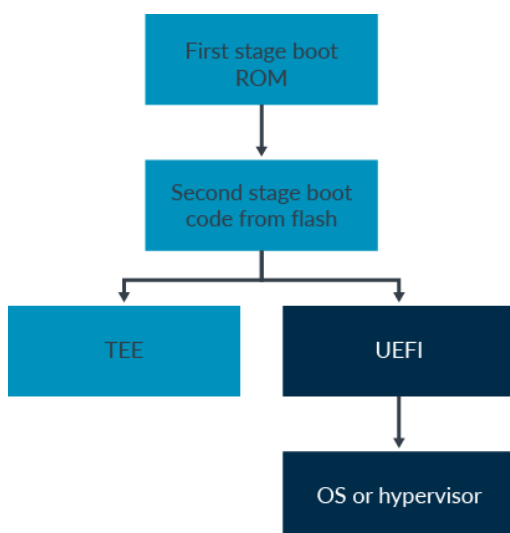 First stage boot
ROM
Second stage boot
code from flash
TEE
UEFI
OS or hypervisor